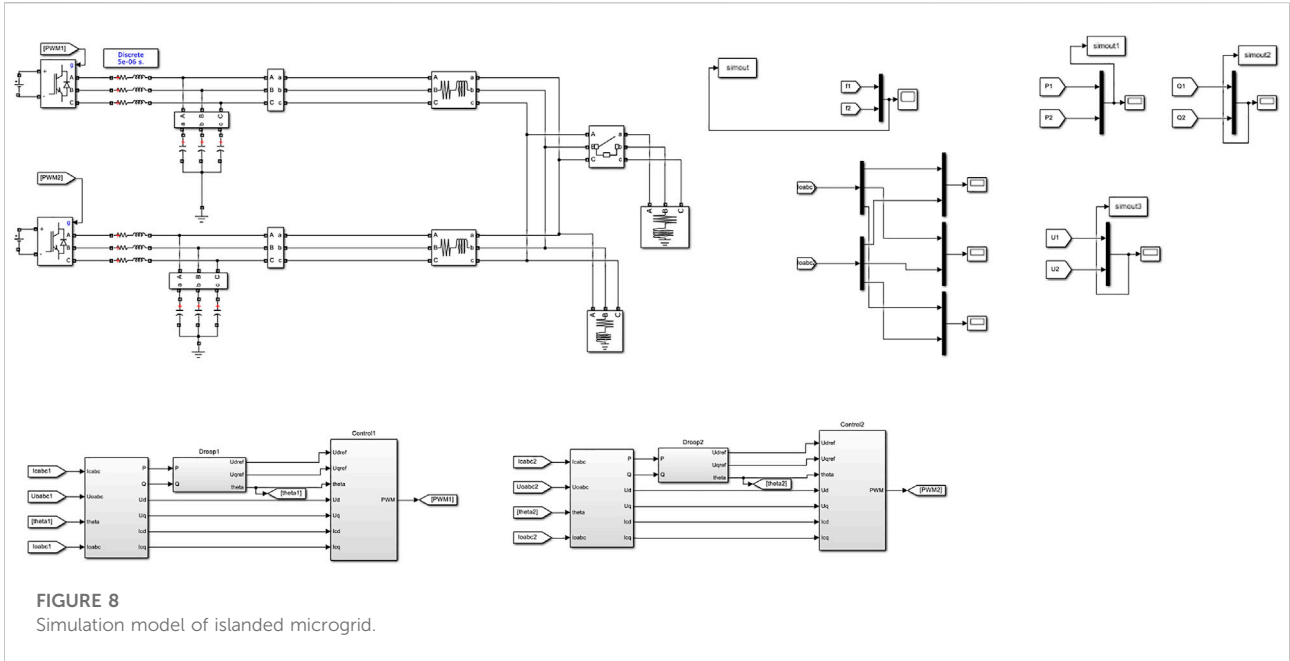 [PWM1]
Discrete
5e-06 s.
g
+
-
A
B
C
A a
B b
C c
A B C
a b c
A a
B b
C c
simout
f1
f2
simout1
P1
P2
simout2
Q1
Q2
A a
B b
C c
A B C
[PWM2]
g
+
-
A
B
C
A a
B b
C c
A B C
a b c
A a
B b
C c
A B C
Ioabc
Ioabc
simout3
U1
U2
Control1
Droop1
Icabc1
Uoabc1
[theta1]
Ioabc1
Icabc
Uoabc
theta
Ioabc
P
Q
Ud
Uq
Icd
Icq
P
Q
Udref
Uqref
theta
[theta1]
Udref
Uqref
theta
Ud
Uq
Icd
Icq
PWM
[PWM1]
Control2
Droop2
Icabc2
Uoabc2
[theta2]
Ioabc2
Icabc
Uoabc
theta
Ioabc
P
Q
Ud
Uq
Icd
Icq
P
Q
Udref
Uqref
theta
[theta2]
Udref
Uqref
theta
Ud
Uq
Icd
Icq
PWM
[PWM2]
FIGURE 8
Simulation model of islanded microgrid.